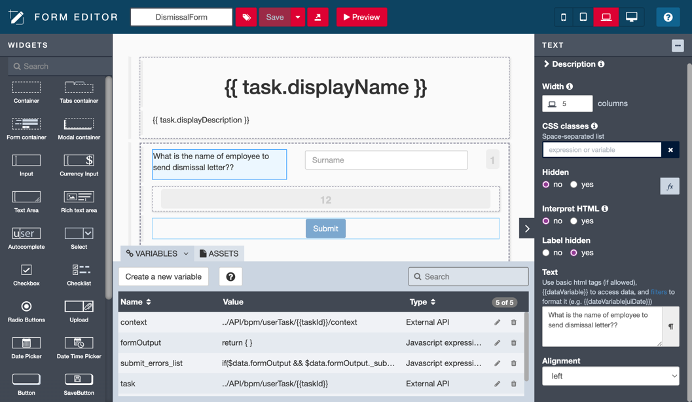 FORM EDITOR
DismissalForm
Save
Preview
?
WIDGETS
Search
Container
Tabs container
Form container
Modal container
Input
$
Currency Input
Text Area
Rich text area
user
Autocomplete
Select
Checkbox
Checklist
Radio Buttons
Upload
Date Picker
Date Time Picker
Button
SaveButton
{{ task.displayName }}
{{ task.displayDescription }}
What is the name of employee to
send dismissal letter??
Surname
1
12
Submit
VARIABLES
ASSETS
Create a new variable
?
Search
Name
Value
Type
5 of 5
context
../API/bpm/userTask/{{taskId}}/context
External API
formOutput
return { }
Javascript expressi...
submit_errors_list
if($data.formOutput && $data.formOutput._sub...
Javascript expressi...
task
../API/bpm/userTask/{{taskId}}
External API
TEXT
Description
Width
5
columns
CSS classes
Space-separated list
expression or variable
Hidden
no
yes
fx
Interpret HTML
no
yes
Label hidden
no
yes
Text
Use basic html tags (if allowed),
{{dataVariable}} to access data, and filters to
format it (e.g. {{dateVariable|uiDate}})
What is the name of employee to
send dismissal letter??
¶
Alignment
left